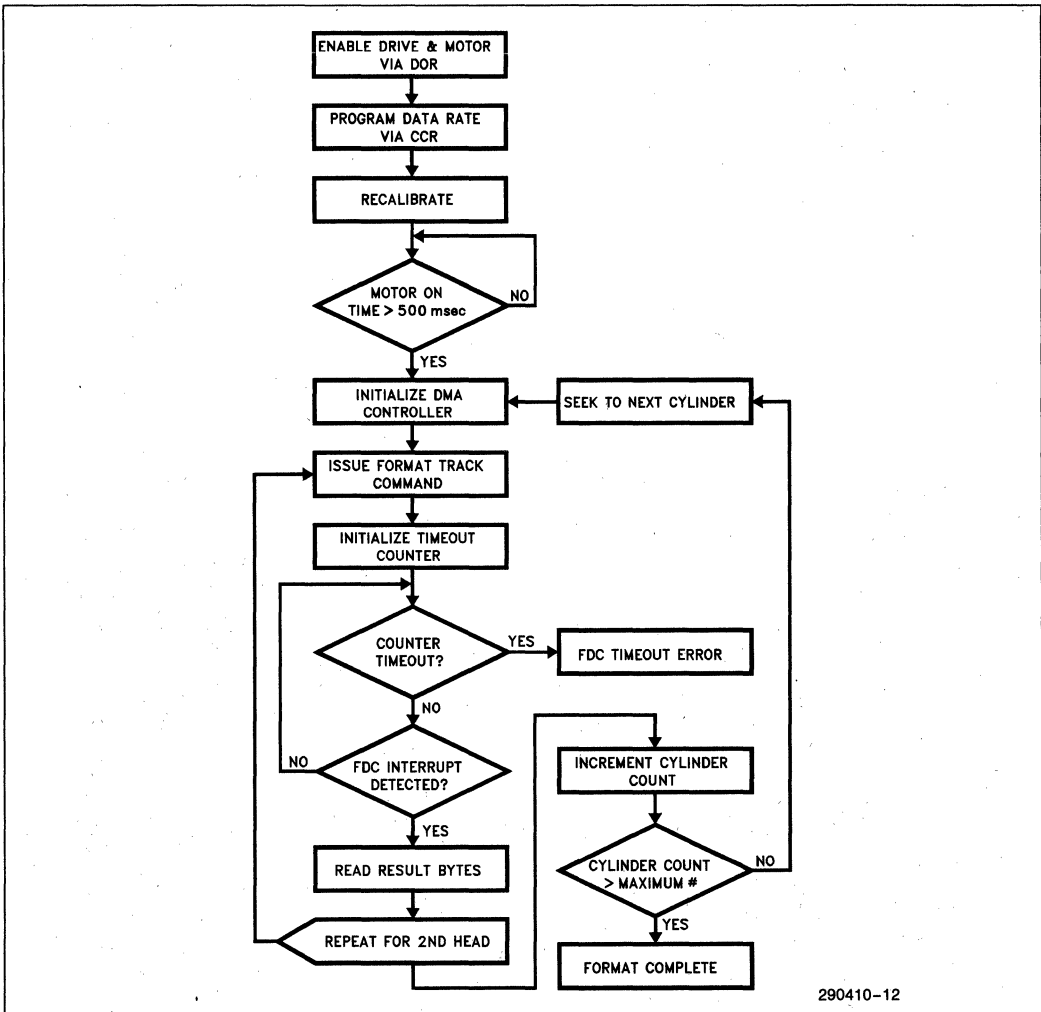 ENABLE DRIVE & MOTOR
VIA DOR
PROGRAM DATA RATE
VIA CCR
RECALIBRATE
MOTOR ON
TIME > 500 msec
NO
YES
INITIALIZE DMA
CONTROLLER
SEEK TO NEXT CYLINDER
ISSUE FORMAT TRACK
COMMAND
INITIALIZE TIMEOUT
COUNTER
COUNTER
TIMEOUT?
YES
FDC TIMEOUT ERROR
NO
FDC INTERRUPT
DETECTED?
NO
YES
READ RESULT BYTES
REPEAT FOR 2ND HEAD
INCREMENT CYLINDER
COUNT
CYLINDER COUNT
> MAXIMUM #
NO
YES
FORMAT COMPLETE
290410-12